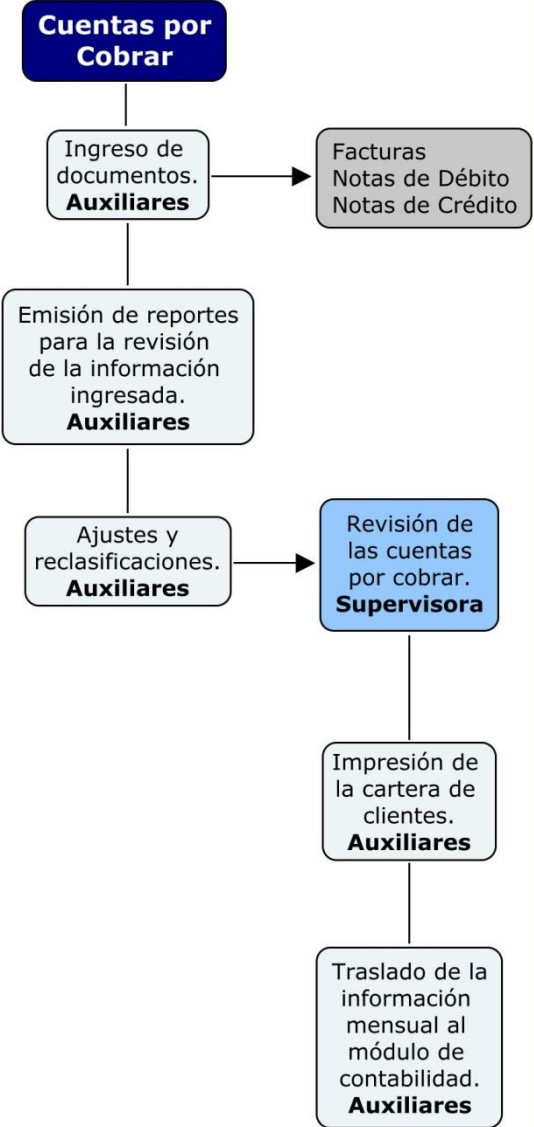 Cuentas por
Cobrar
Ingreso de
documentos.
Auxiliares
Facturas
Notas de Débito
Notas de Crédito
Emisión de reportes
para la revisión
de la información
ingresada.
Auxiliares
Ajustes y
reclasificaciones.
Auxiliares
Revisión de
las cuentas
por cobrar.
Supervisora
Impresión de
la cartera de
clientes.
Auxiliares
Traslado de la
información
mensual al
módulo de
contabilidad.
Auxiliares